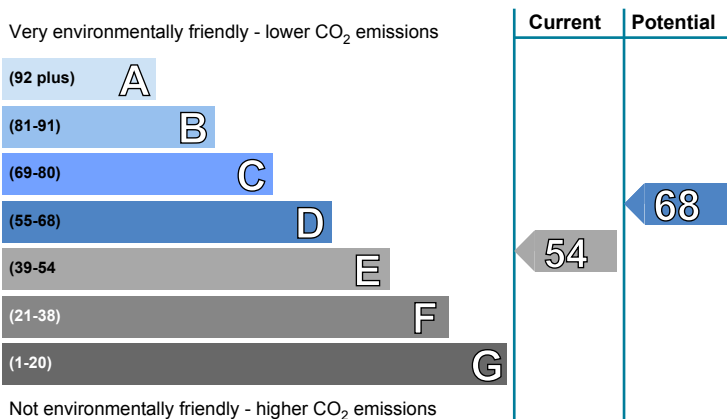 Current Potential
Very environmentally friendly - lower CO2 emissions
(92 plus) A
(81-91) B
(69-80) C
(55-68) D
68
(39-54 E
54
(21-38) F
(1-20) G
Not environmentally friendly - higher CO2 emissions